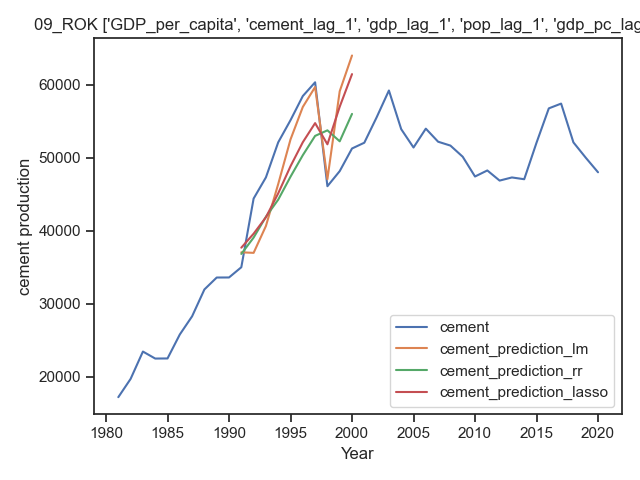 09_ROK ['GDP_per_capita', 'cement_lag_1', 'gdp_lag_1', 'pop_lag_1', 'gdp_pc_lag
60000
50000
40000
30000
20000
cement production
cement
cement_prediction_lm
cement_prediction_rr
cement_prediction_lasso
1980 1985 1990 1995 2000 2005 2010 2015 2020
Year